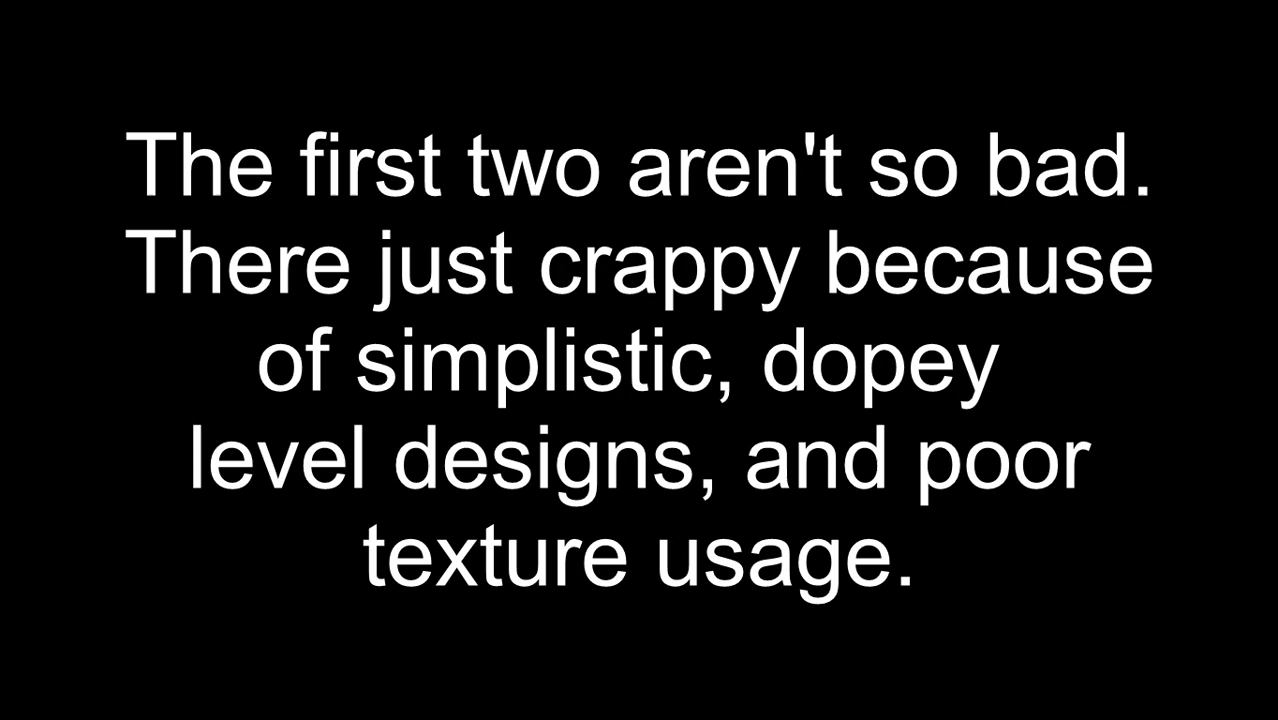 The first two aren't so bad.
There just crappy because
of simplistic, dopey
level designs, and poor
texture usage.